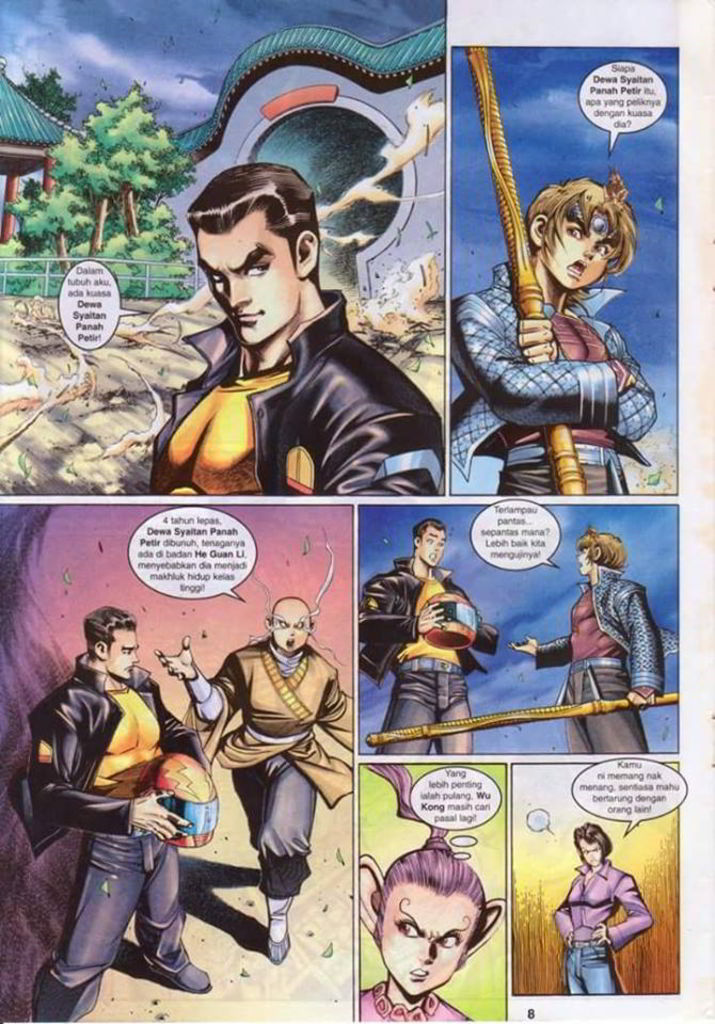 Dalam
tubuh aku,
ada kuasa
Dewa
Syaitan
Panah
Petir!
Siapa
Dewa Syaitan
Panah Petir itu,
apa yang peliknya
dengan kuasa
dia?
4 tahun lepas,
Dewa Syaitan Panah
Petir dibunuh, tenaganya
ada di badan He Guan Li,
menyebabkan dia menjadi
makhluk hidup kelas
tinggi!
Terlampau
pantas...
sepantas mana?
Lebih baik kita
mengujinya!
Yang
lebih penting
ialah pulang, Wu
Kong masih cari
pasal lagi!
Kamu
ni memang nak
menang, sentiasa mahu
bertarung dengan
orang lain!
8